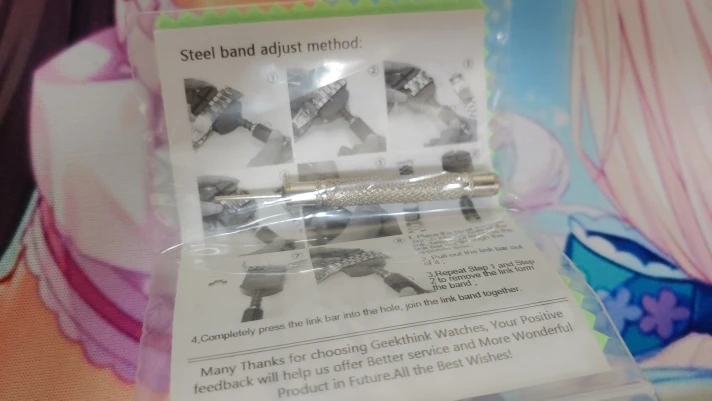 Steel band adjust method:
①
②
③
⑦
2. Pull out the link bar out
3.Repeat Step 1 and Step
2 to remove the link form
the band .
4,Completely press the link bar into the hole, join the link band together.
Many Thanks for choosing Geekthink Watches, Your Positive
feedback will help us offer Better service and More Wonderful
Product in Future.All the Best Wishes!